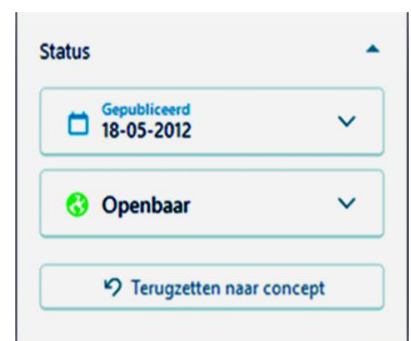 Status
Gepubliceerd
18-05-2012
Openbaar
Terugzetten naar concept